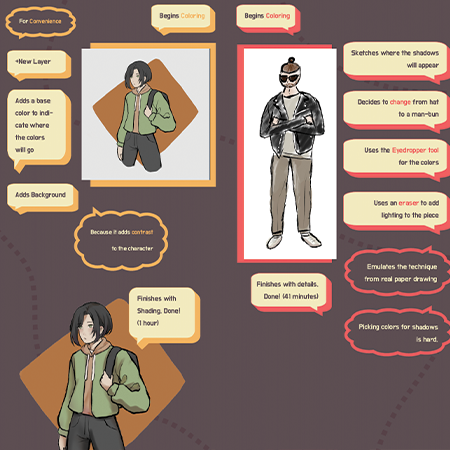 For Convenience
+New Layer
Adds a base
color to indi-
cate where
the colors
will go
Adds Background
Because it adds contrast
to the character
Begins Coloring
Finishes with
Shading. Done!
(1 hour)
Begins Coloring
Sketches where the shadows
will appear
Decides to change from hat
to a man-bun
Uses the Eyedropper tool
for the colors
Uses an eraser to add
lighting to the piece
Emulates the technique
from real paper drawing
Finishes with details.
Done! (41 minutes)
Picking colors for shadows
is hard.